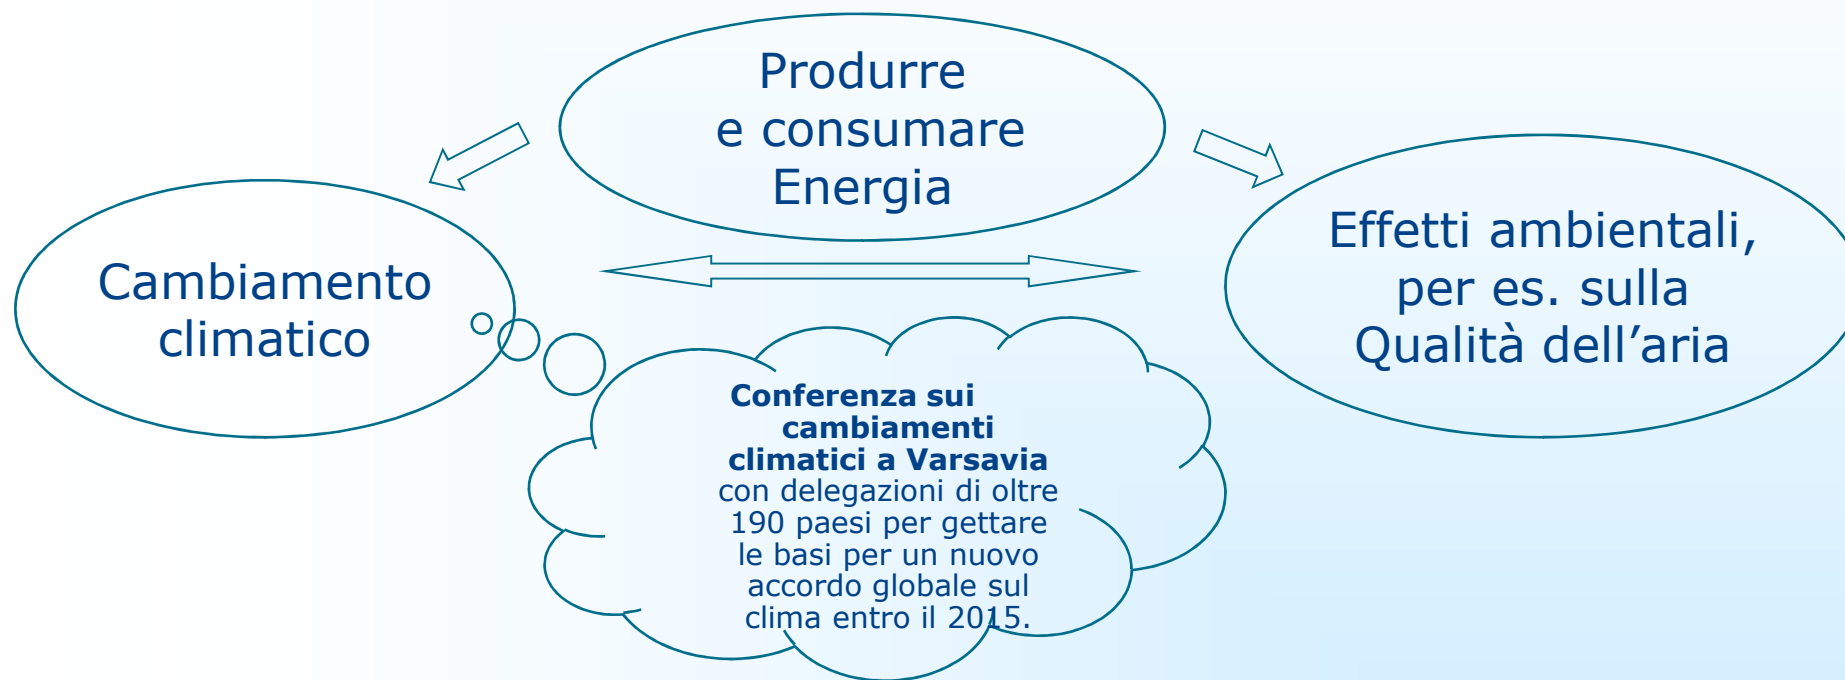 Produrre
e consumare
Energia
Cambiamento
climatico
Effetti ambientali,
per es. sulla
Qualità dell’aria
Conferenza sui
cambiamenti
climatici a Varsavia
con delegazioni di oltre
190 paesi per gettare
le basi per un nuovo
accordo globale sul
clima entro il 2015.